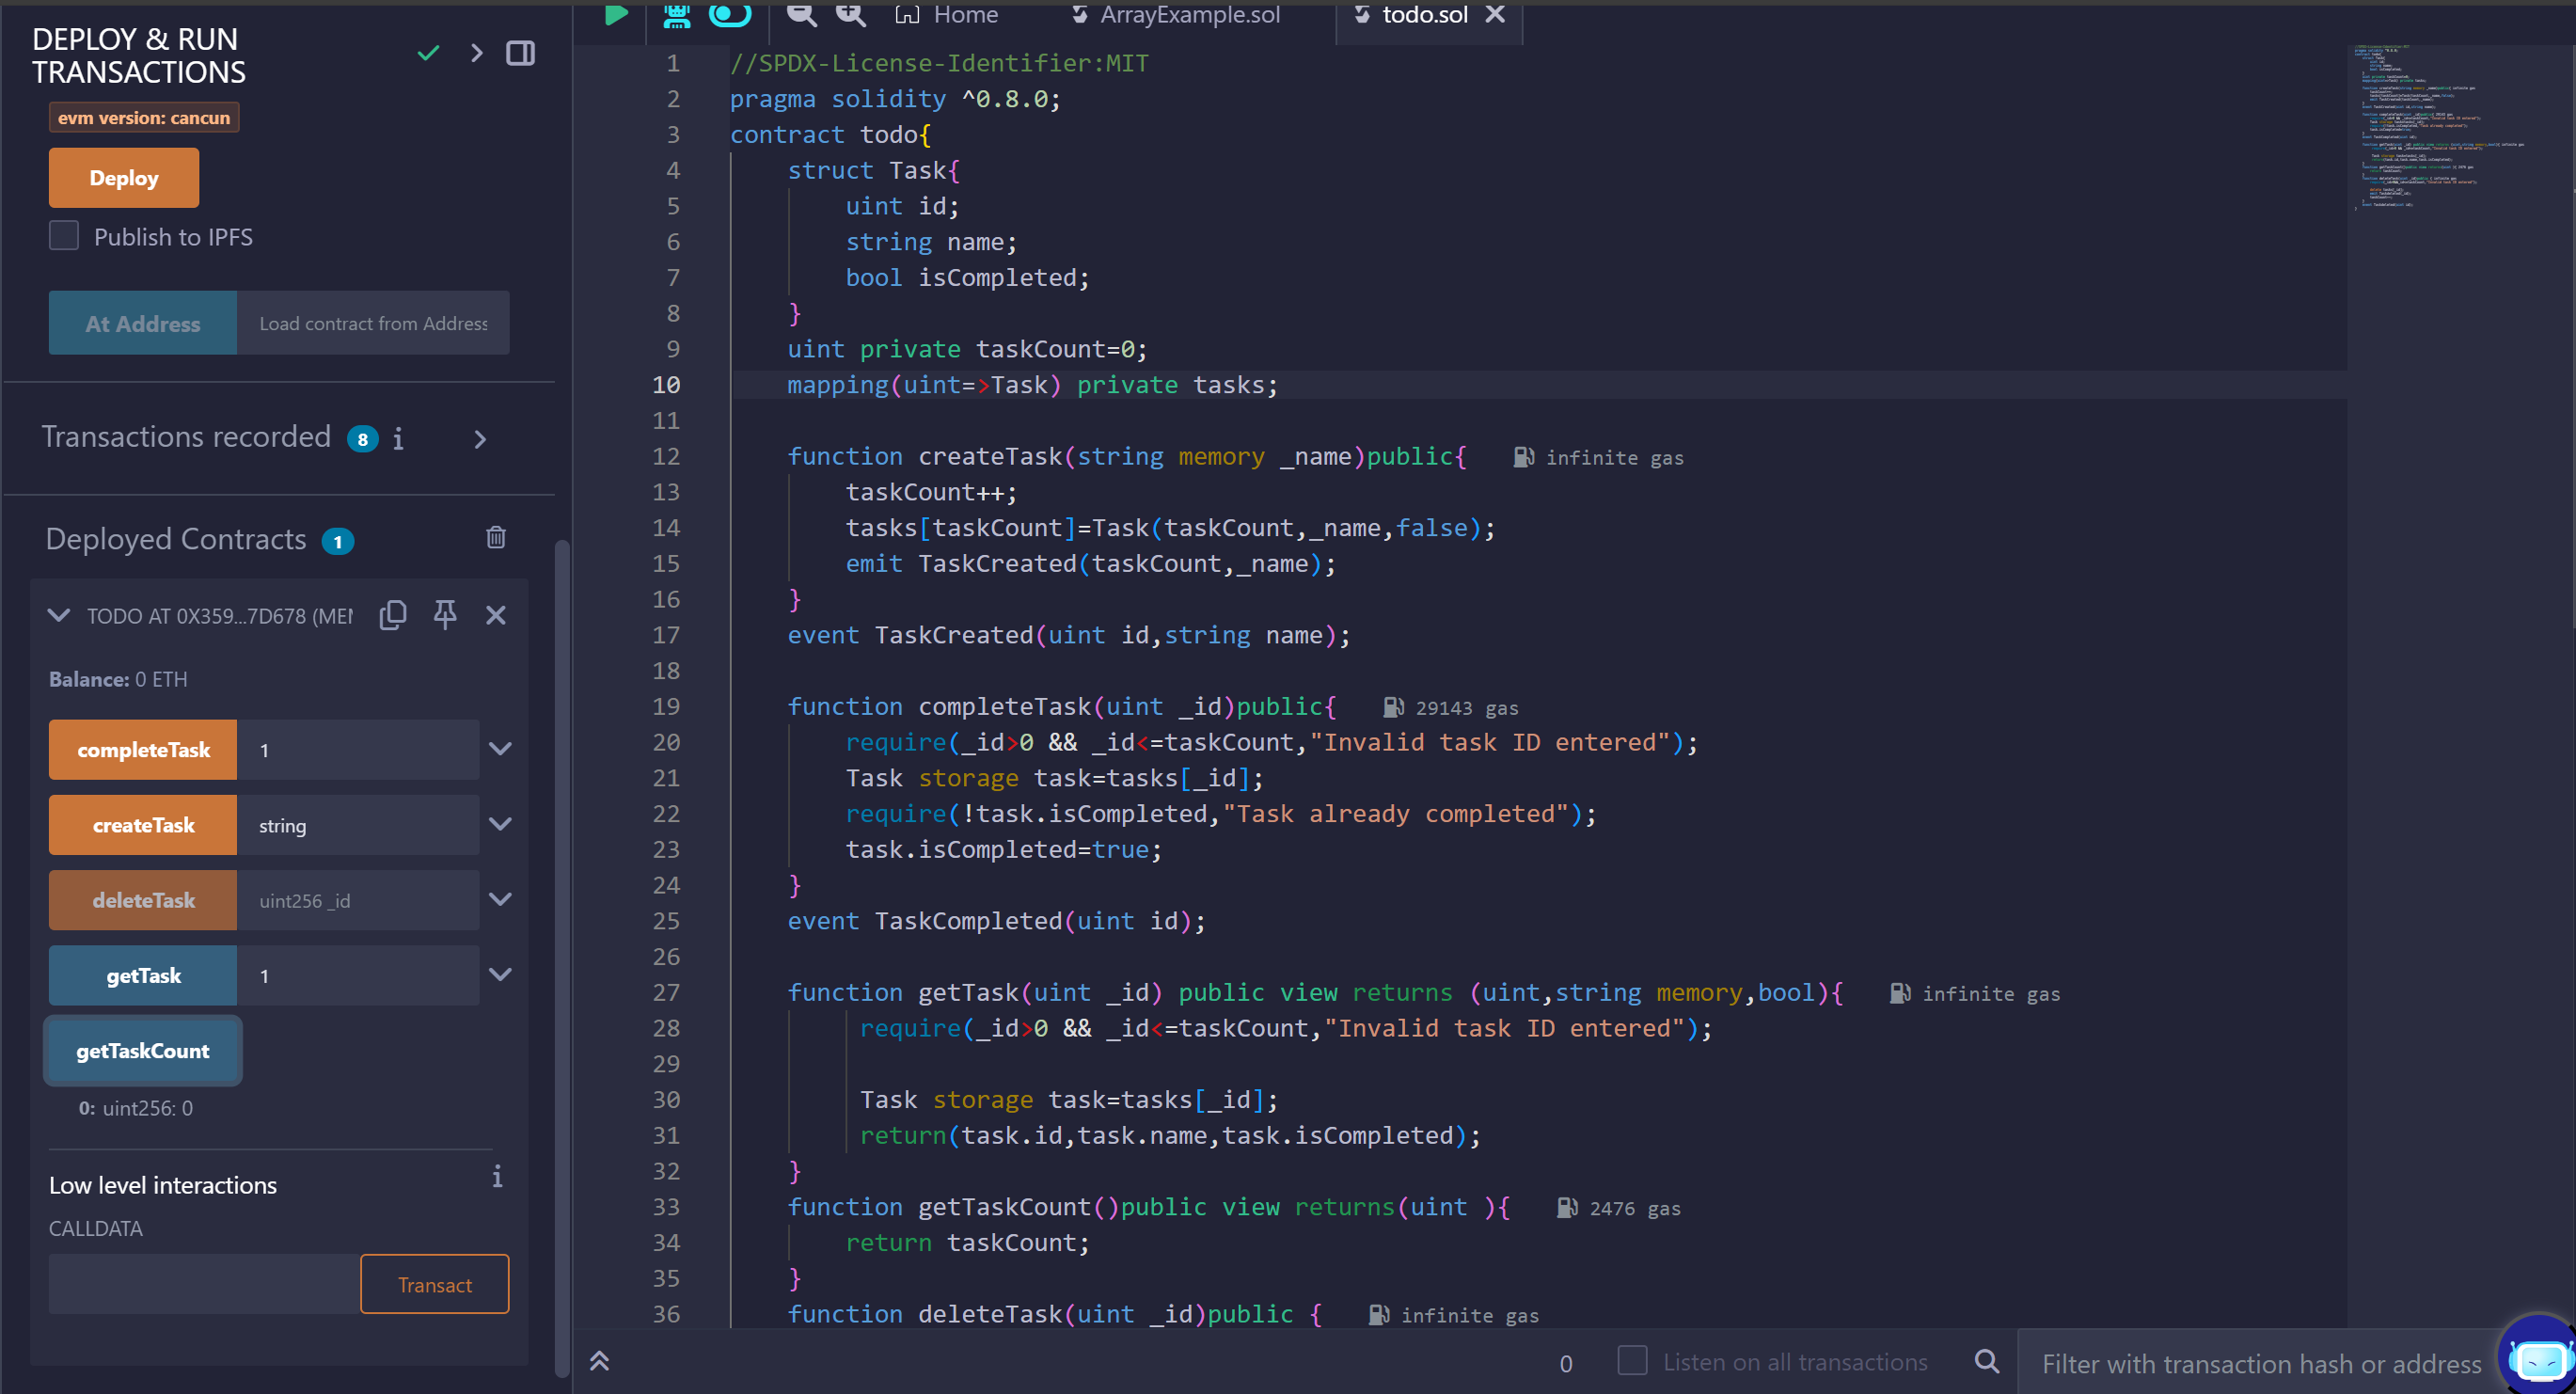 DEPLOY & RUN
TRANSACTIONS
evm version: cancun
Deploy
Publish to IPFS
At Address
Load contract from Address
Transactions recorded 8 i
Deployed Contracts 1
TODO AT 0X359...7D678 (MEM
Balance: 0 ETH
completeTask 1
createTask string
deleteTask uint256 _id
getTask 1
getTaskCount
0: uint256: 0
Low level interactions i
CALLDATA
Transact
Home
ArrayExample.sol
todo.sol
1 //SPDX-License-Identifier:MIT
2 pragma solidity ^0.8.0;
3 contract todo{
4 struct Task{
5 uint id;
6 string name;
7 bool isCompleted;
8 }
9 uint private taskCount=0;
10 mapping(uint=>Task) private tasks;
11
12 function createTask(string memory _name)public{ infinite gas
13 taskCount++;
14 tasks[taskCount]=Task(taskCount,_name,false);
15 emit TaskCreated(taskCount,_name);
16 }
17 event TaskCreated(uint id,string name);
18
19 function completeTask(uint _id)public{ 29143 gas
20 require(_id>0 && _id<=taskCount,"Invalid task ID entered");
21 Task storage task=tasks[_id];
22 require(!task.isCompleted,"Task already completed");
23 task.isCompleted=true;
24 }
25 event TaskCompleted(uint id);
26
27 function getTask(uint _id) public view returns (uint,string memory,bool){ infinite gas
28 require(_id>0 && _id<=taskCount,"Invalid task ID entered");
29
30 Task storage task=tasks[_id];
31 return(task.id,task.name,task.isCompleted);
32 }
33 function getTaskCount()public view returns(uint ){ 2476 gas
34 return taskCount;
35 }
36 function deleteTask(uint _id)public { infinite gas
0
Listen on all transactions
Filter with transaction hash or address